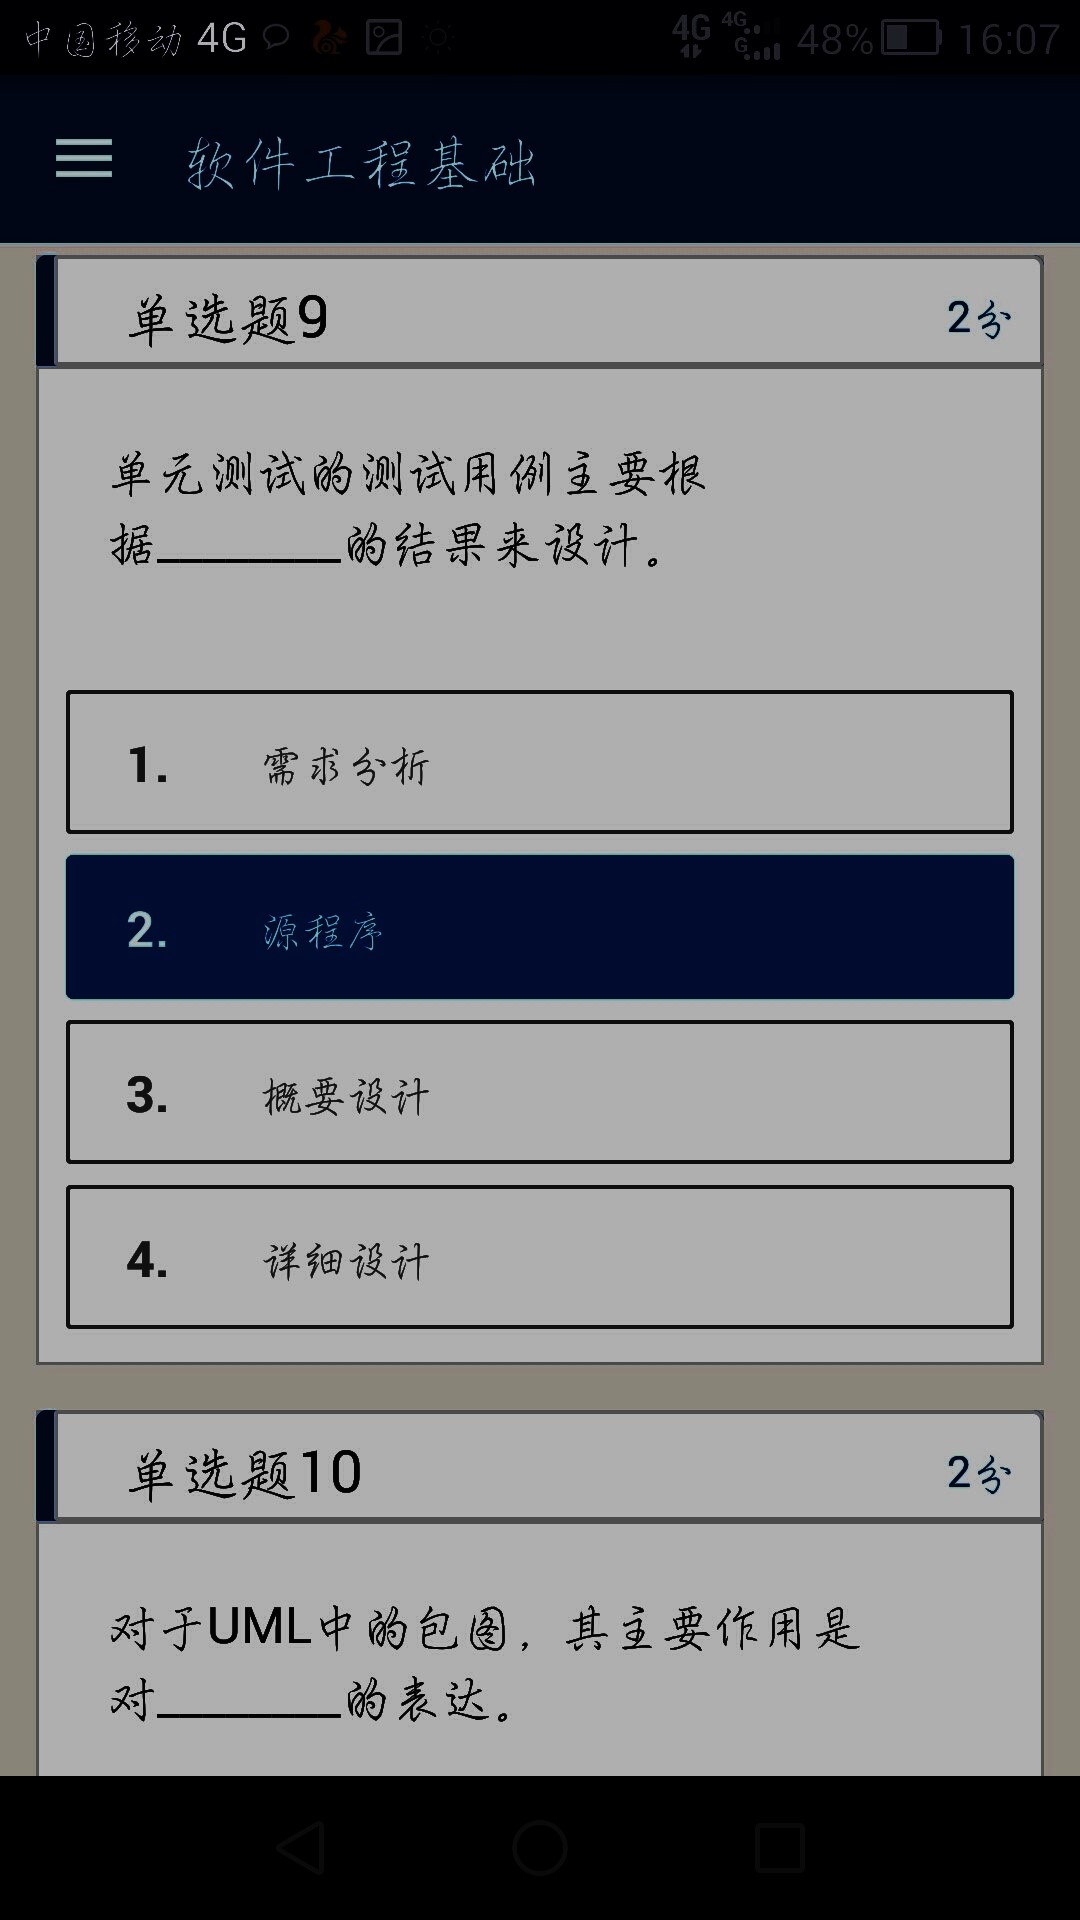 中国移动 4G 4G 4G G 48% 16:07
软件工程基础
单选题9 2分
单元测试的测试用例主要根
据________的结果来设计。
1. 需求分析
2. 源程序
3. 概要设计
4. 详细设计
单选题10 2分
对于UML中的包图，其主要作用是
对________的表达。